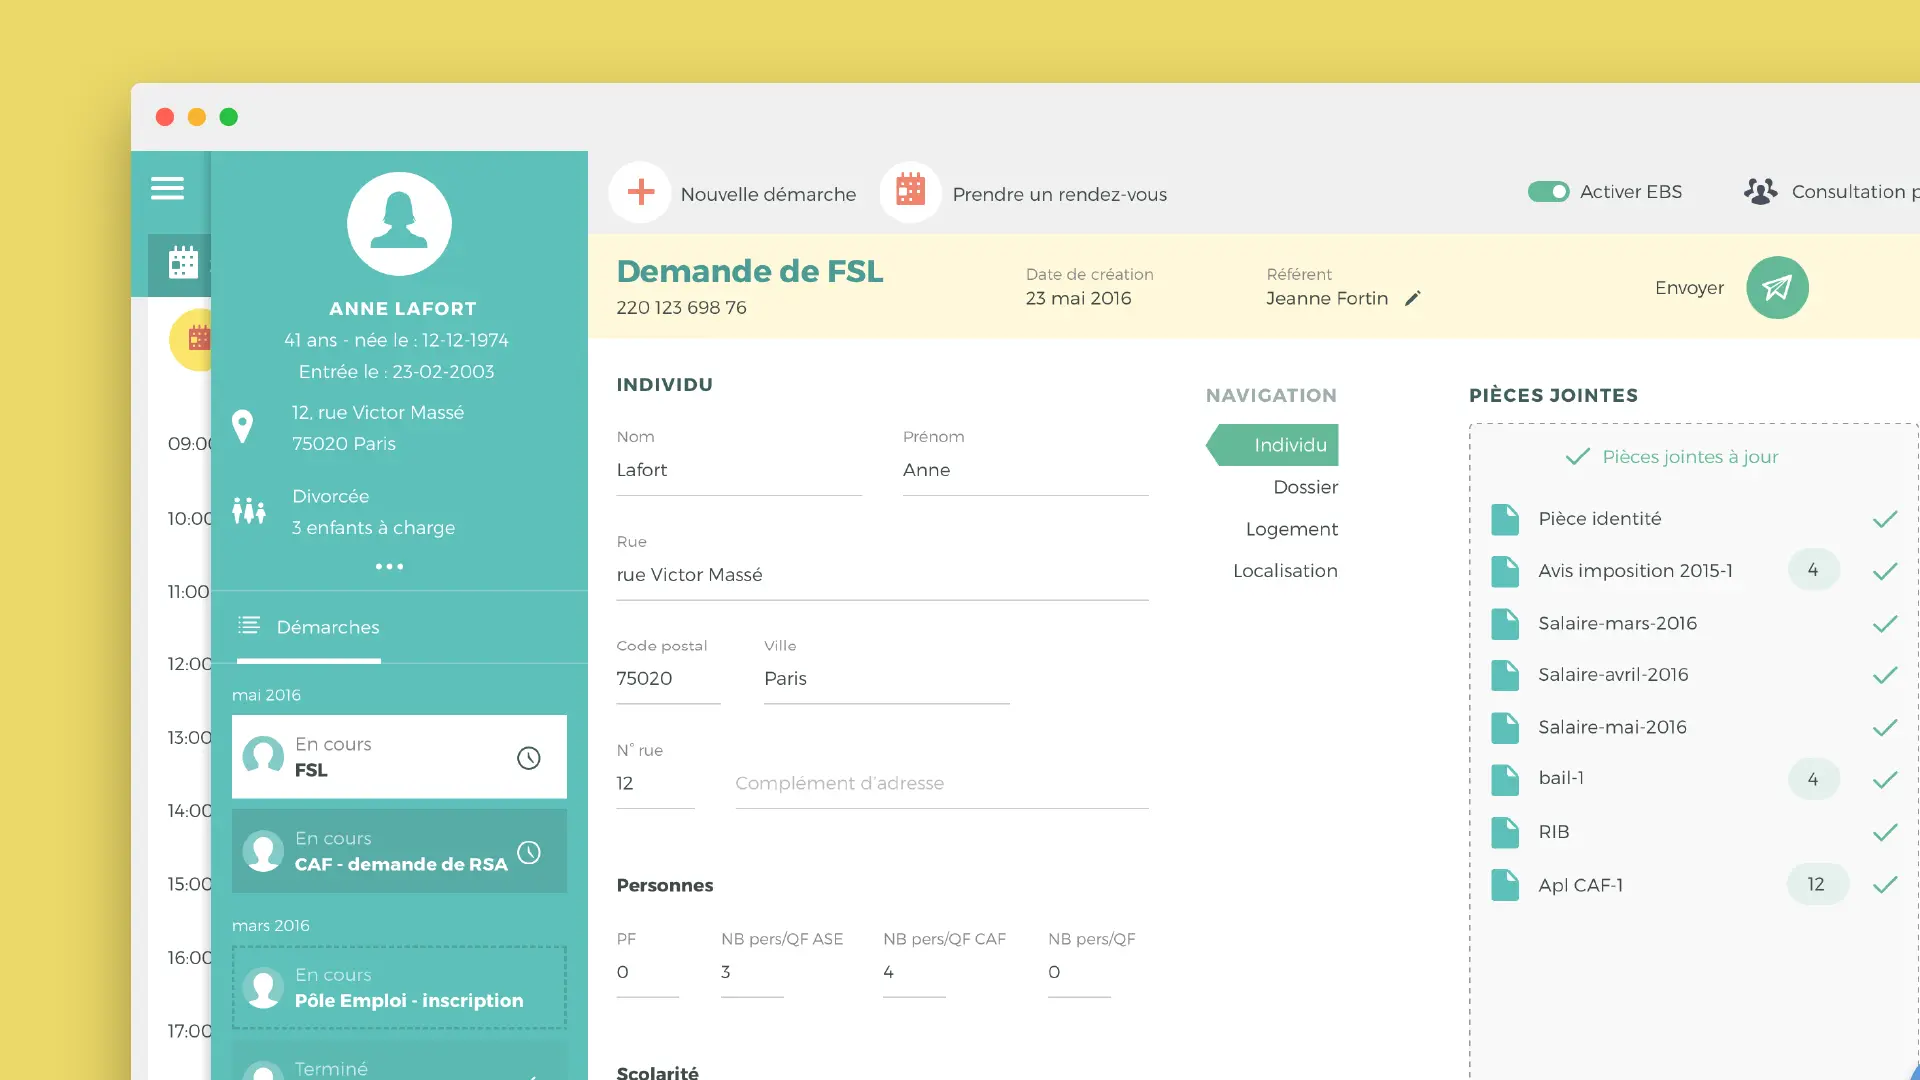 Nouvelle démarche
Prendre un rendez-vous
Activer EBS
Consultation
ANNE LAFORT
41 ans - née le : 12-12-1974
Entrée le : 23-02-2003
12, rue Victor Massé
75020 Paris
Divorcée
3 enfants à charge
Démarches
mai 2016
En cours
FSL
En cours
CAF - demande de RSA
mars 2016
En cours
Pôle Emploi - inscription
Terminé
09:00
10:00
11:00
12:00
13:00
14:00
15:00
16:00
17:00
Demande de FSL
220 123 698 76
Date de création
23 mai 2016
Référent
Jeanne Fortin
Envoyer
INDIVIDU
Nom
Lafort
Prénom
Anne
Rue
rue Victor Massé
Code postal
75020
Ville
Paris
N° rue
12
Complément d'adresse
Personnes
PF
0
NB pers/QF ASE
3
NB pers/QF CAF
4
NB pers/QF
0
Scolarité
NAVIGATION
Individu
Dossier
Logement
Localisation
PIÈCES JOINTES
Pièces jointes à jour
Pièce identité
Avis imposition 2015-1 4
Salaire-mars-2016
Salaire-avril-2016
Salaire-mai-2016
bail-1 4
RIB
Apl CAF-1 12